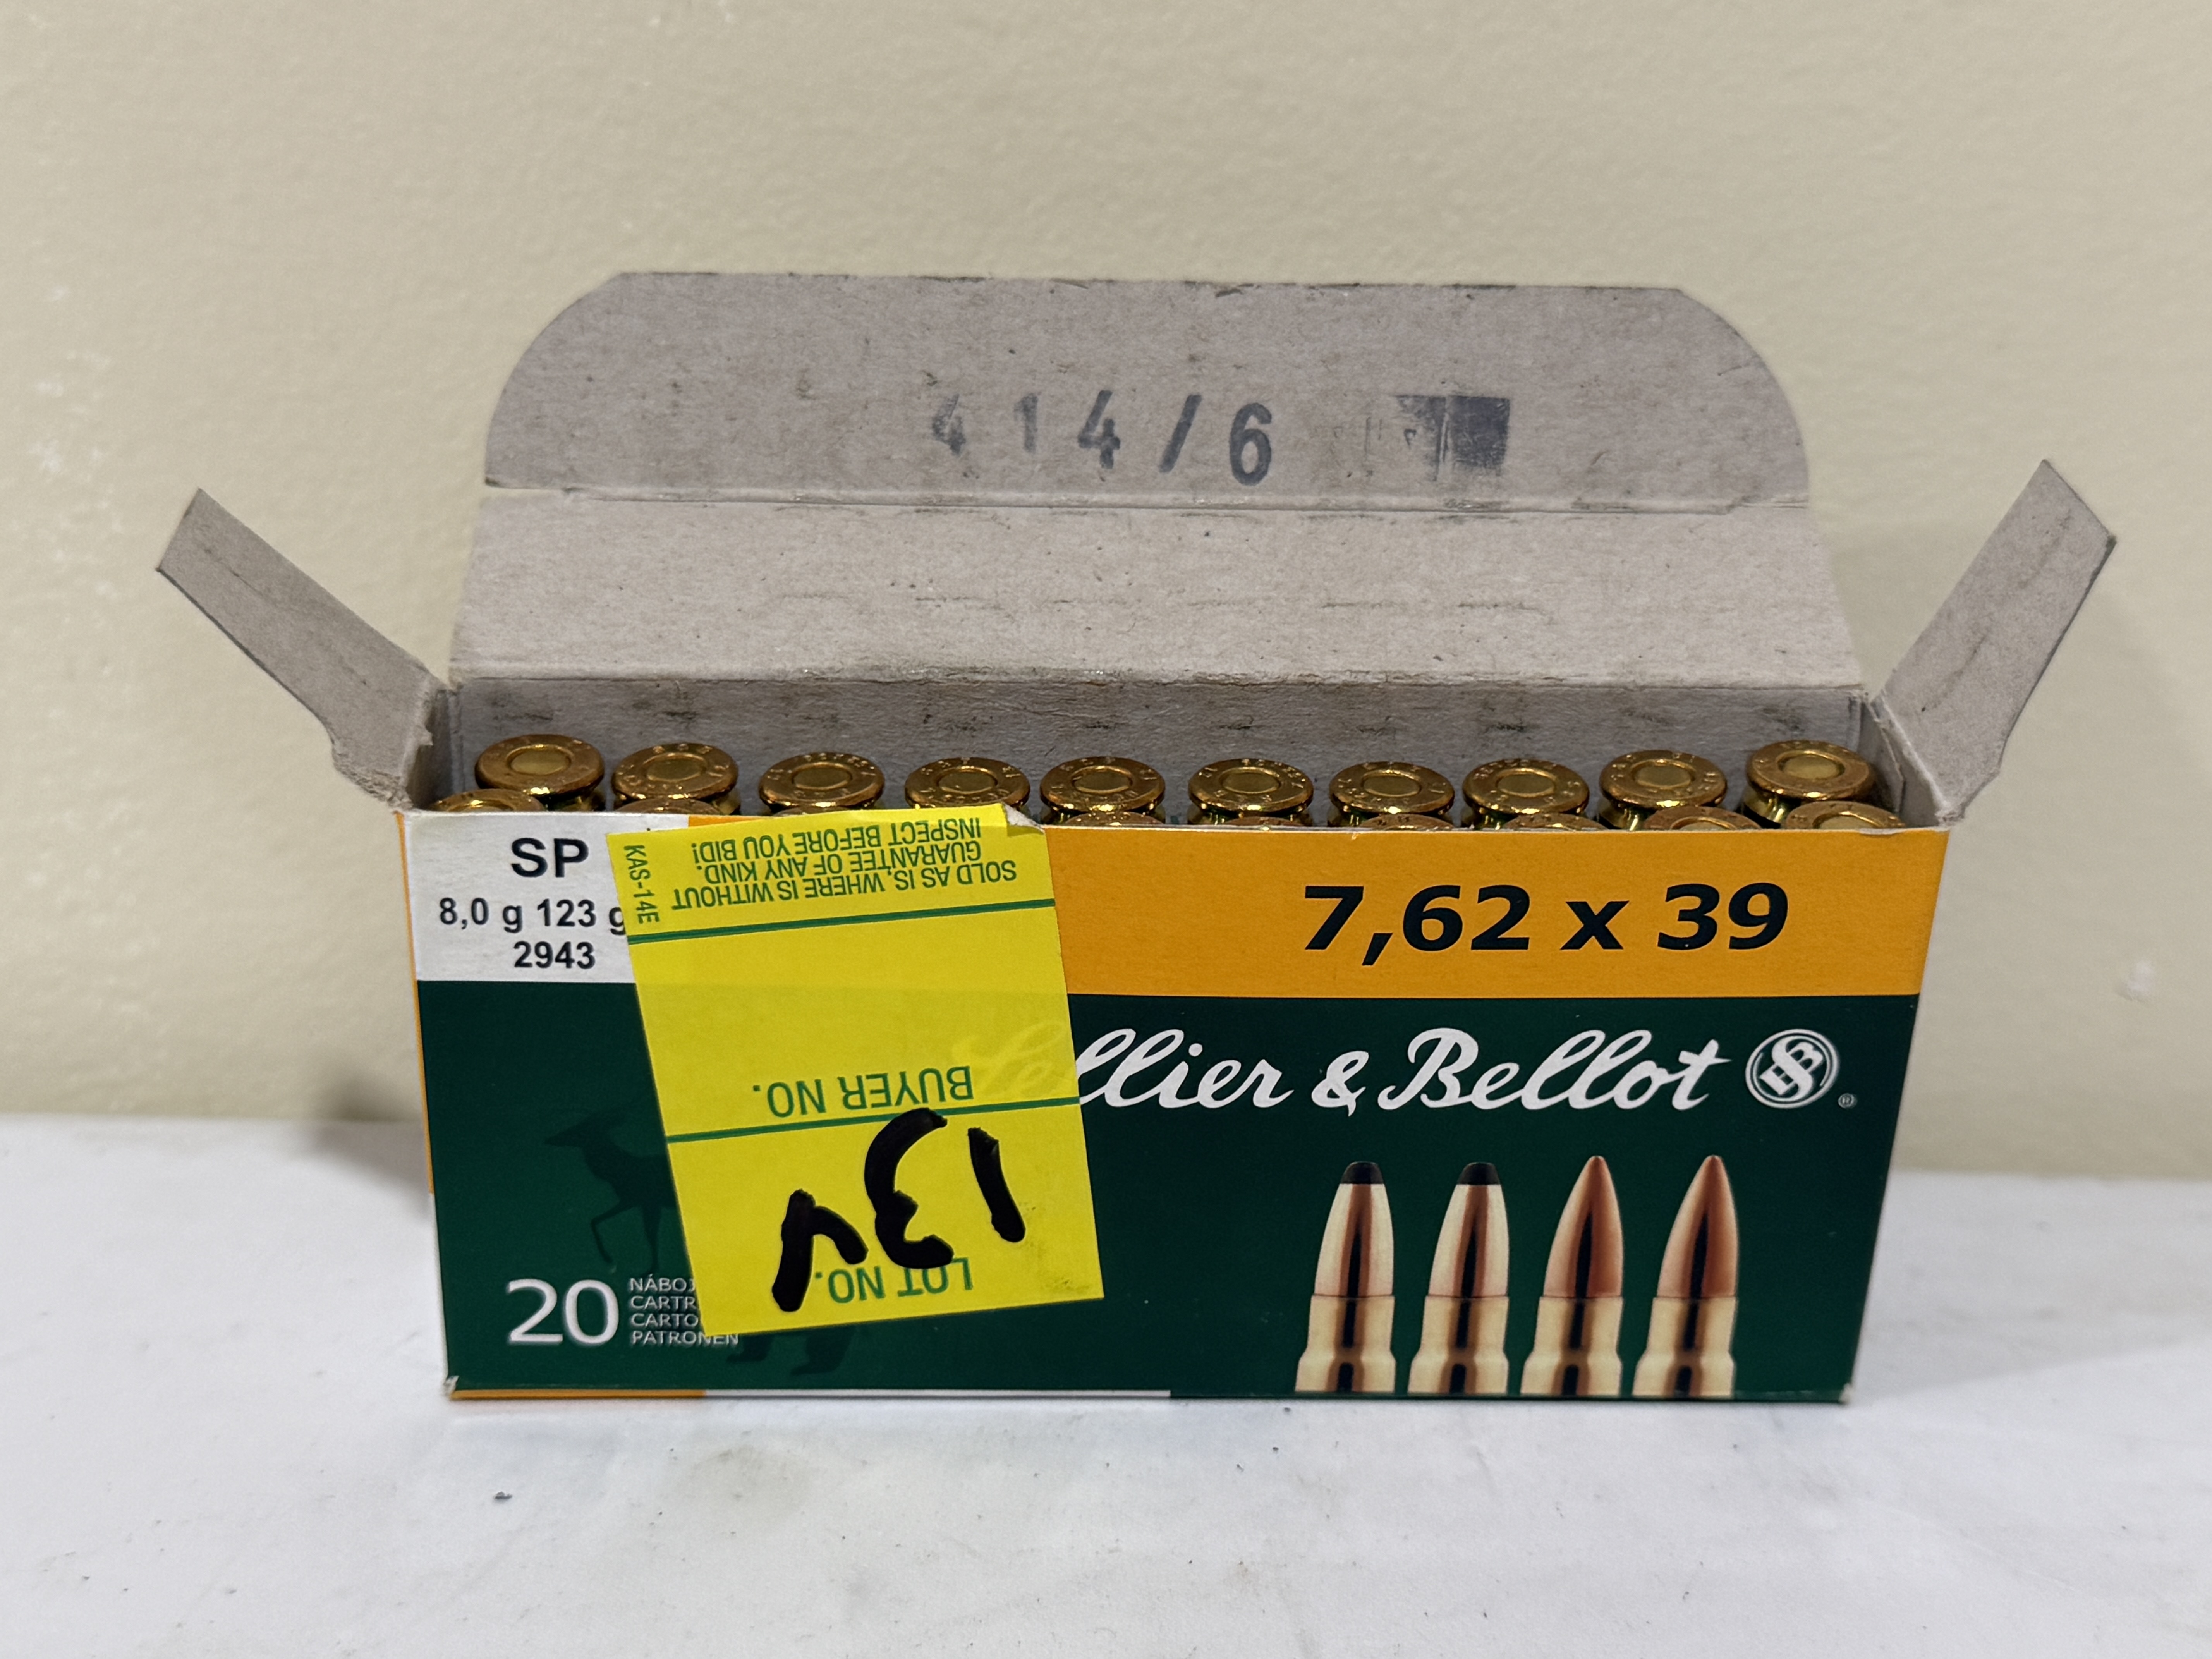 414/6
SP
8,0 g 123 g
2943
7,62 x 39
Sellier & Bellot
SB
®
20
NÁBOJ
CARTR
CARTO
PATRONEN
LOT NO.
BUYER NO.
SOLD AS IS, WHERE IS WITHOUT
GUARANTEE OF ANY KIND.
INSPECT BEFORE YOU BID!
KAS-14E